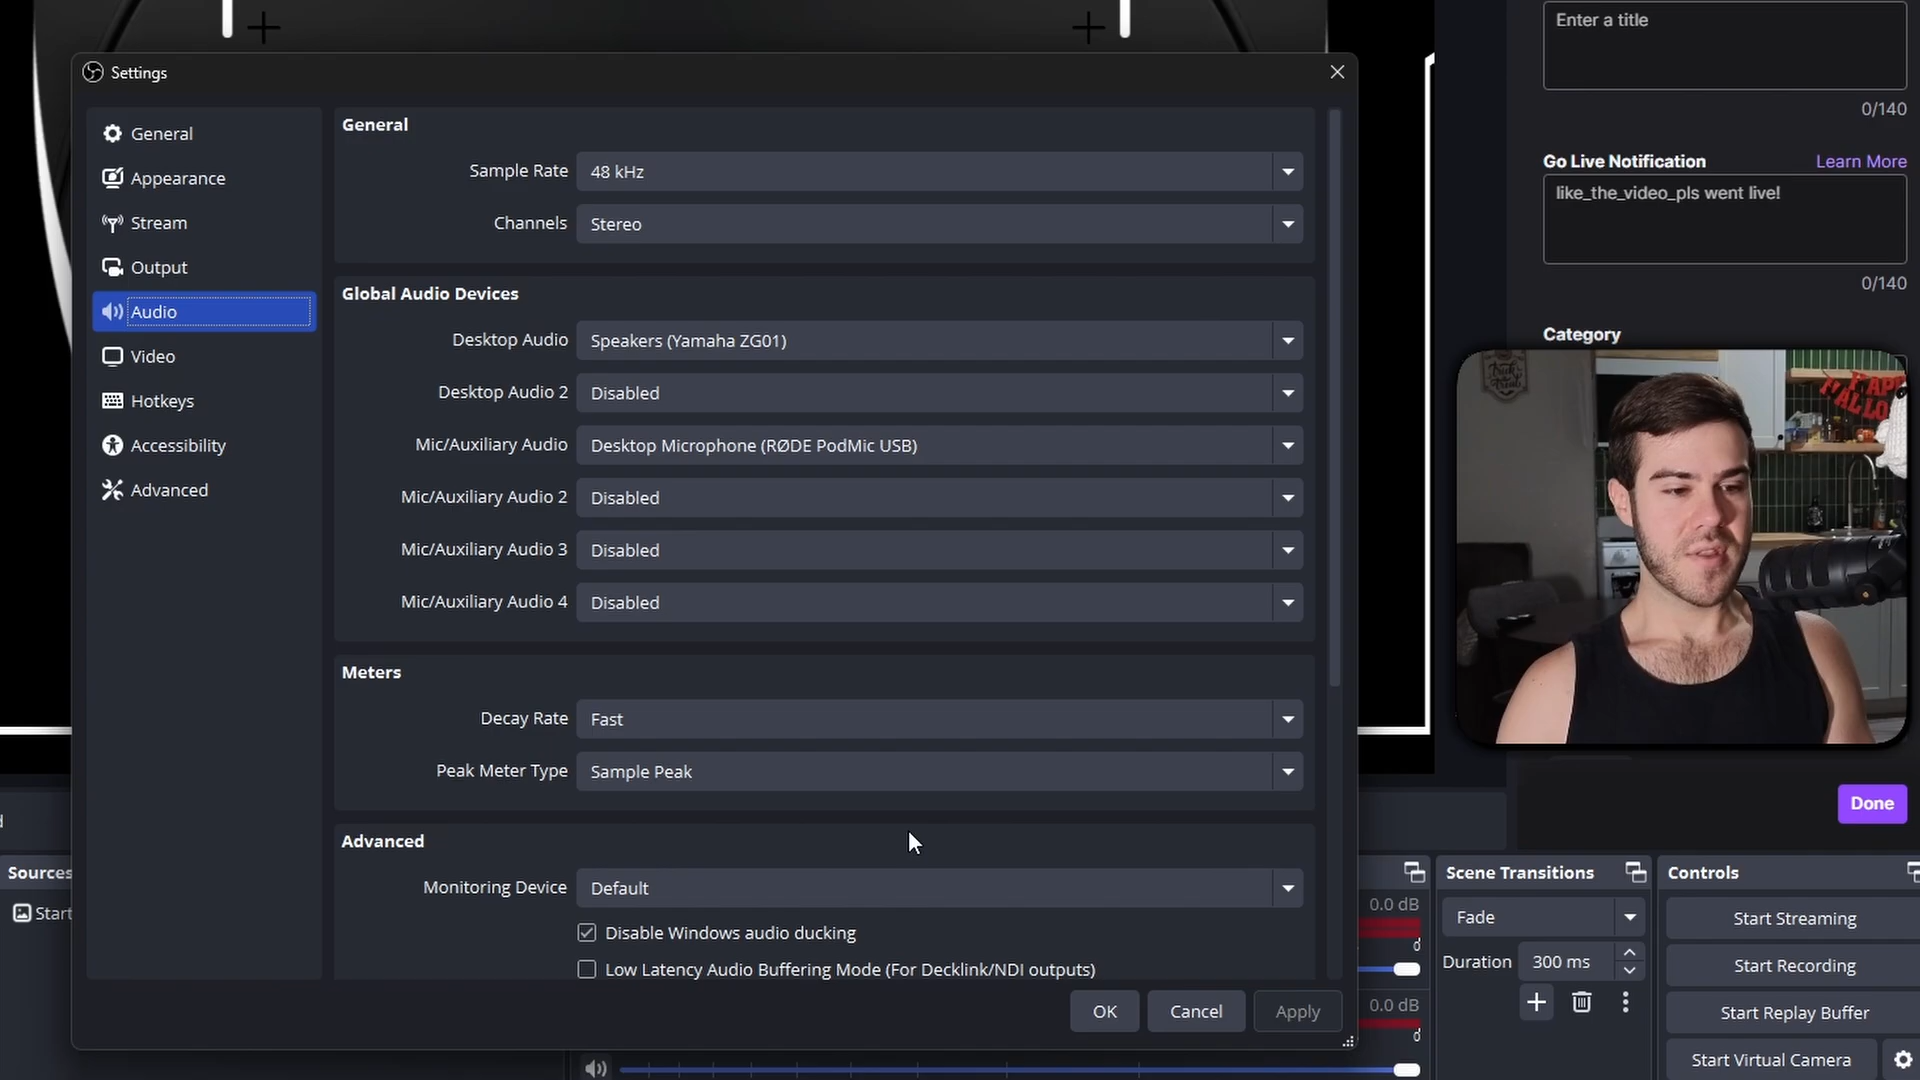 Settings
General
Appearance
Stream
Output
Audio
Video
Hotkeys
Accessibility
Advanced
General
Sample Rate 48 kHz
Channels Stereo
Global Audio Devices
Desktop Audio Speakers (Yamaha ZG01)
Desktop Audio 2 Disabled
Mic/Auxiliary Audio Desktop Microphone (RØDE PodMic USB)
Mic/Auxiliary Audio 2 Disabled
Mic/Auxiliary Audio 3 Disabled
Mic/Auxiliary Audio 4 Disabled
Meters
Decay Rate Fast
Peak Meter Type Sample Peak
Advanced
Monitoring Device Default
Disable Windows audio ducking
Low Latency Audio Buffering Mode (For Decklink/NDI outputs)
OK Cancel Apply
Enter a title
0/140
Go Live Notification Learn More
like_the_video_pls went live!
0/140
Category
Done
Sources
Start
0.0 dB
0.0 dB
Scene Transitions
Fade
Duration 300 ms
Controls
Start Streaming
Start Recording
Start Replay Buffer
Start Virtual Camera